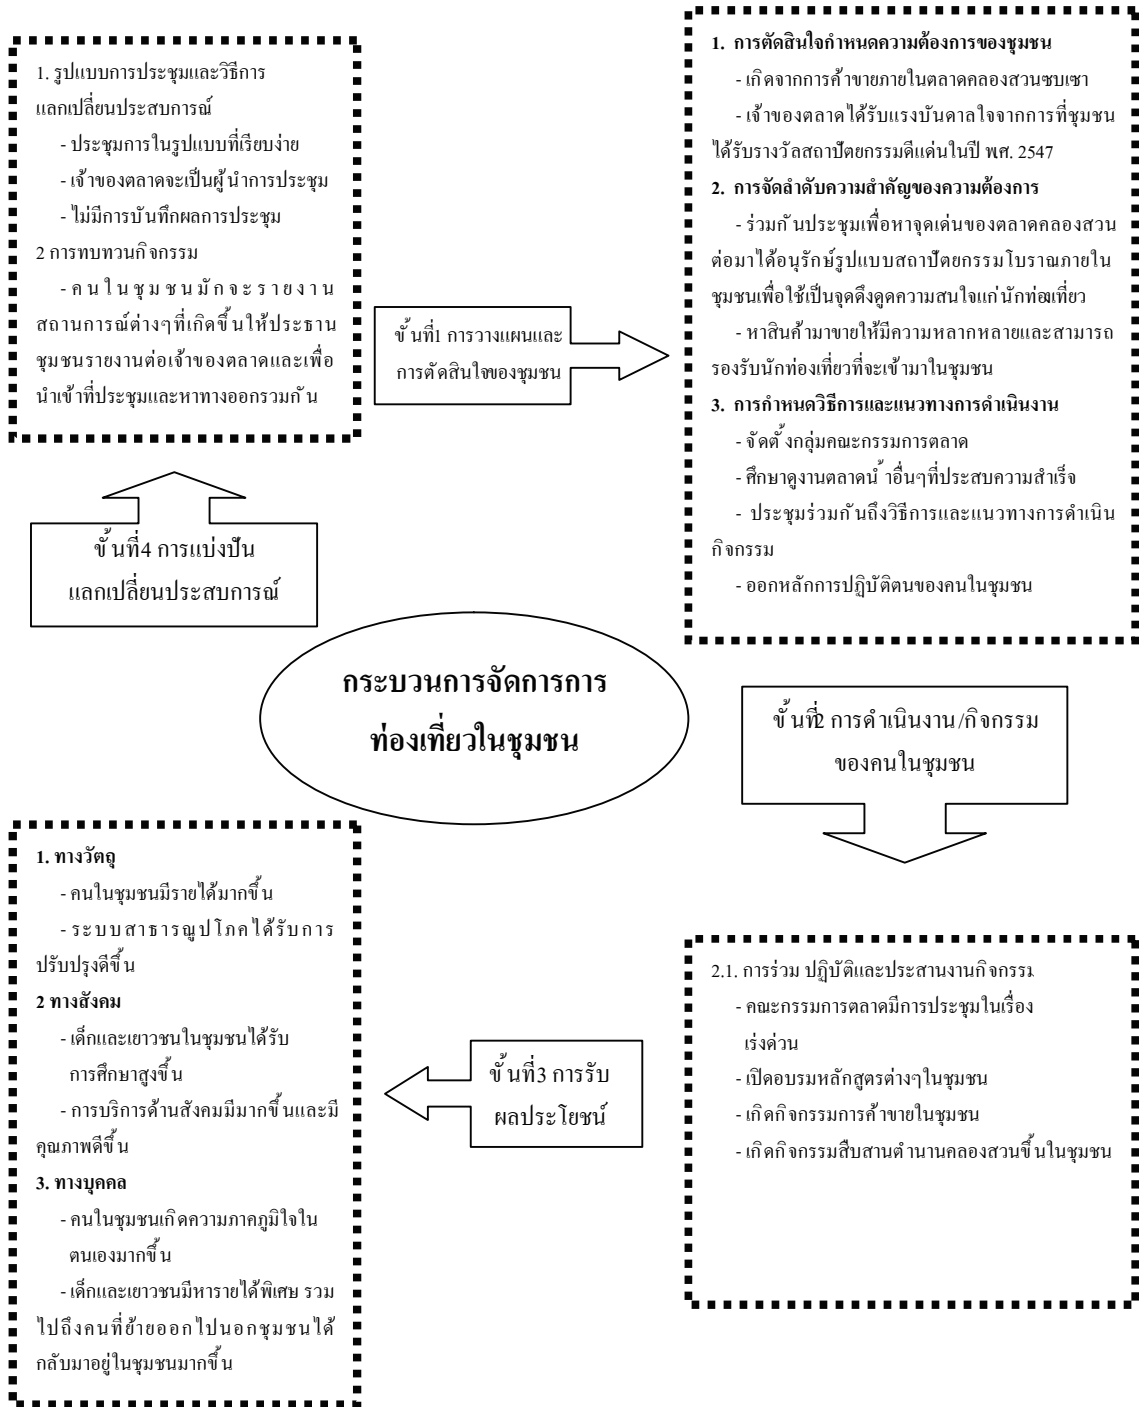 1. รูปแบบการประชุมและวิธีการ
แลกเปลี่ยนประสบการณ์
- ประชุมการในรูปแบบที่เรียบง่าย
- เจ้าของตลาดจะเป็นผู้นำการประชุม
- ไม่มีการบันทึกผลการประชุม
2 การทบทวนกิจกรรม
- คนในชุมชนมักจะรายงาน
สถานการณ์ต่างๆที่เกิดขึ้นให้ประธาน
ชุมชนรายงานต่อเจ้าของตลาดและเพื่อ
นำเข้าที่ประชุมและหาทางออกรวมกัน
ขั้นที่1 การวางแผนและ
การตัดสินใจของชุมชน
1. การตัดสินใจกำหนดความต้องการของชุมชน
- เกิดจากการค้าขายภายในตลาดคลองสวนซบเซา
- เจ้าของตลาดได้รับแรงบันดาลใจจากการที่ชุมชน
ได้รับรางวัลสถาปัตยกรรมดีเด่นในปี พ.ศ. 2547
2. การจัดลำดับความสำคัญของความต้องการ
- ร่วมกันประชุมเพื่อหาจุดเด่นของตลาดคลองสวน
ต่อมาได้อนุรักษ์รูปแบบสถาปัตยกรรมโบราณภายใน
ชุมชนเพื่อใช้เป็นจุดดึงดูดความสนใจแก่นักท่องเที่ยว
- หาสินค้ามาขายให้มีความหลากหลายและสามารถ
รองรับนักท่องเที่ยวที่จะเข้ามาในชุมชน
3. การกำหนดวิธีการและแนวทางการดำเนินงาน
- จัดตั้งกลุ่มคณะกรรมการตลาด
- ศึกษาดูงานตลาดน้ำอื่นๆที่ประสบความสำเร็จ
- ประชุมร่วมกันถึงวิธีการและแนวทางการดำเนิน
กิจกรรม
- ออกหลักการปฏิบัติตนของคนในชุมชน
ขั้นที่4 การแบ่งปัน
แลกเปลี่ยนประสบการณ์
กระบวนการจัดการการ
ท่องเที่ยวในชุมชน
ขั้นที่2 การดำเนินงาน/กิจกรรม
ของคนในชุมชน
1. ทางวัตถุ
- คนในชุมชนมีรายได้มากขึ้น
- ระบบสาธารณูปโภคได้รับการ
ปรับปรุงดีขึ้น
2 ทางสังคม
- เด็กและเยาวชนในชุมชนได้รับ
การศึกษาสูงขึ้น
- การบริการด้านสังคมมีมากขึ้นและมี
คุณภาพดีขึ้น
3. ทางบุคคล
- คนในชุมชนเกิดความภาคภูมิใจใน
ตนเองมากขึ้น
- เด็กและเยาวชนมีหารายได้พิเศษ รวม
ไปถึงคนที่ย้ายออกไปนอกชุมชนได้
กลับมาอยู่ในชุมชนมากขึ้น
ขั้นที่3 การรับ
ผลประโยชน์
2.1. การร่วม ปฏิบัติและประสานงานกิจกรรม
- คณะกรรมการตลาดมีการประชุมในเรื่อง
เร่งด่วน
- เปิดอบรมหลักสูตรต่างๆในชุมชน
- เกิดกิจกรรมการค้าขายในชุมชน
- เกิดกิจกรรมสืบสานตำนานคลองสวนขึ้นในชุมชน